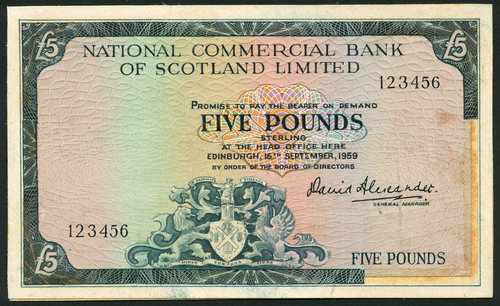 £5 £5
NATIONAL COMMERCIAL BANK
OF SCOTLAND LIMITED
123456
PROMISE TO PAY THE BEARER ON DEMAND
FIVE POUNDS
STERLING
AT THE HEAD OFFICE HERE
EDINBURGH, 16TH SEPTEMBER, 1959
BY ORDER OF THE BOARD OF DIRECTORS
David Alexander.
GENERAL MANAGER
123456
£5 FIVE POUNDS